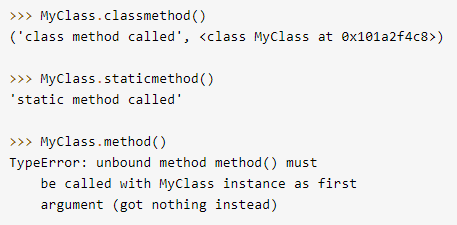 >>> MyClass.classmethod()
('class method called', <class MyClass at 0x101a2f4c8>)
>>> MyClass.staticmethod()
'static method called'
>>> MyClass.method()
TypeError: unbound method method() must
    be called with MyClass instance as first
    argument (got nothing instead)